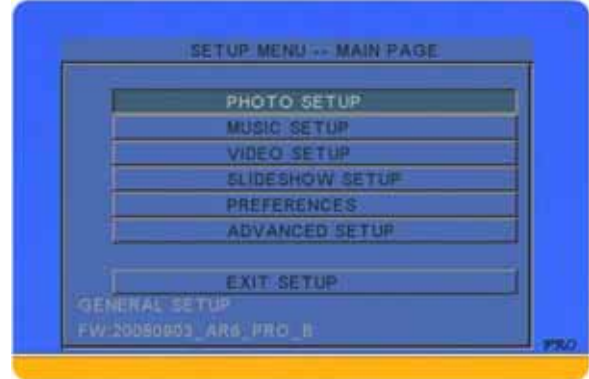 SETUP MENU -- MAIN PAGE
PHOTO SETUP
MUSIC SETUP
VIDEO SETUP
SLIDESHOW SETUP
PREFERENCES
ADVANCED SETUP
EXIT SETUP
GENERAL SETUP
FW:20080903_AR6_PRO_B
PRO